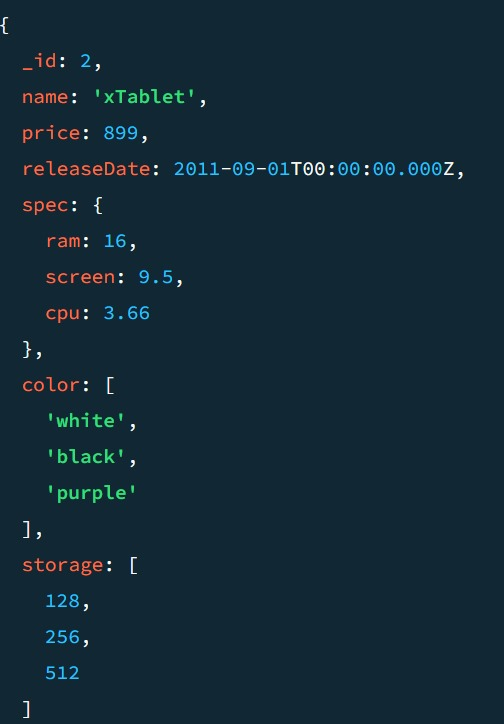 {
  _id: 2,
  name: 'xTablet',
  price: 899,
  releaseDate: 2011-09-01T00:00:00.000Z,
  spec: {
    ram: 16,
    screen: 9.5,
    cpu: 3.66
  },
  color: [
    'white',
    'black',
    'purple'
  ],
  storage: [
    128,
    256,
    512
  ]